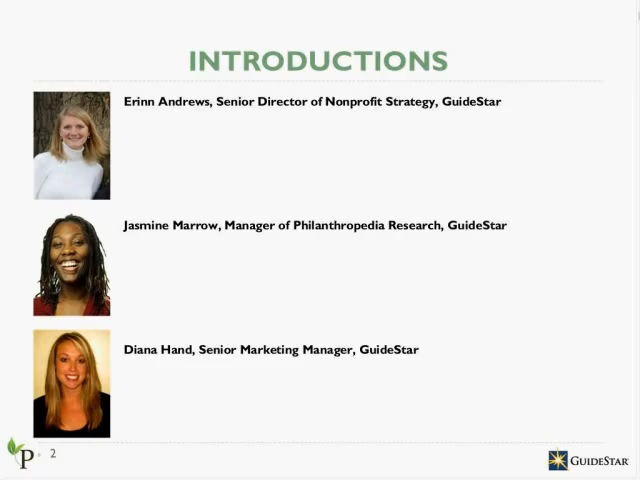 INTRODUCTIONS
Erinn Andrews, Senior Director of Nonprofit Strategy, GuideStar
Jasmine Marrow, Manager of Philanthropedia Research, GuideStar
Diana Hand, Senior Marketing Manager, GuideStar
P 2
GUIDESTAR